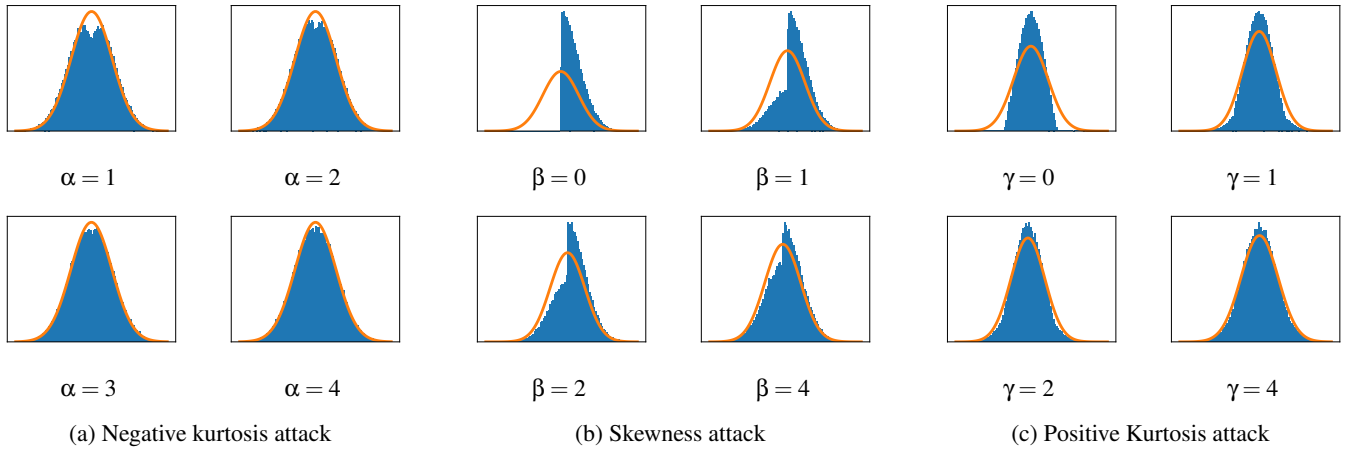 α = 1
α = 2
β = 0
β = 1
γ = 0
γ = 1
α = 3
α = 4
β = 2
β = 4
γ = 2
γ = 4
(a) Negative kurtosis attack
(b) Skewness attack
(c) Positive Kurtosis attack